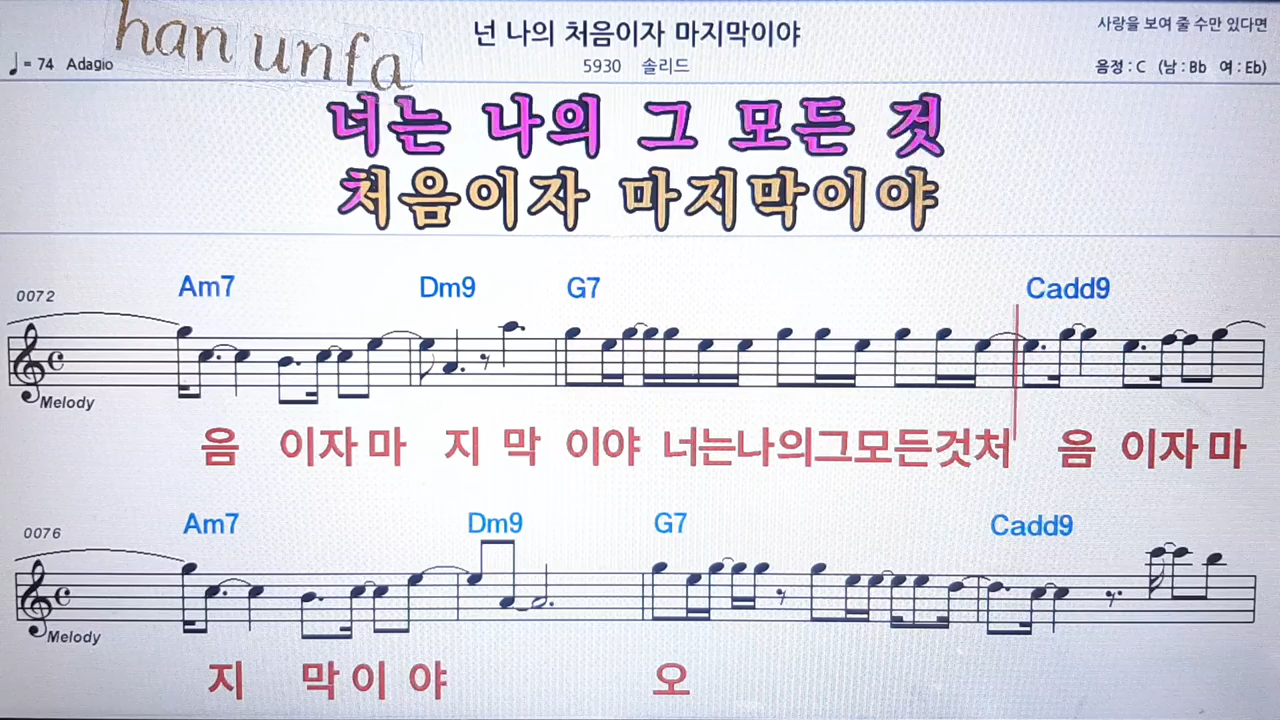 han unfa
넌 나의 처음이자 마지막이야
사랑을 보여 줄 수만 있다면
♩= 74 Adagio
5930 솔리드
음정 : C (남 : Bb 여 : Eb)
너는 나의 그 모든 것
처음이자 마지막이야
0072 Am7 Dm9 G7 Cadd9
Melody
음 이자 마 지 막 이야 너는나의그모든것처 음 이자 마
0076 Am7 Dm9 G7 Cadd9
Melody
지 막 이 야 오